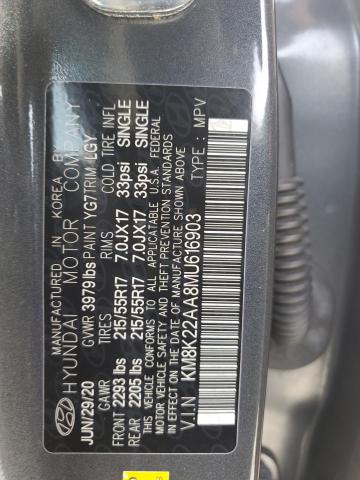 MANUFACTURED IN KOREA BY
HYUNDAI MOTOR COMPANY
JUN/29/20 GVWR 3979 lbs PAINT YG7 TRIM LGY
GAWR TIRES RIMS COLD TIRE INFL
FRONT 2293 lbs 215/55R17 7.0JX17 33psi SINGLE
REAR 2205 lbs 215/55R17 7.0JX17 33psi SINGLE
THIS VEHICLE CONFORMS TO ALL APPLICABLE U.S.A. FEDERAL
MOTOR VEHICLE SAFETY, BUMPER, AND THEFT PREVENTION STANDARDS
IN EFFECT ON THE DATE OF MANUFACTURE SHOWN ABOVE
V.I.N : KM8K22AA8MU616903 TYPE : MPV